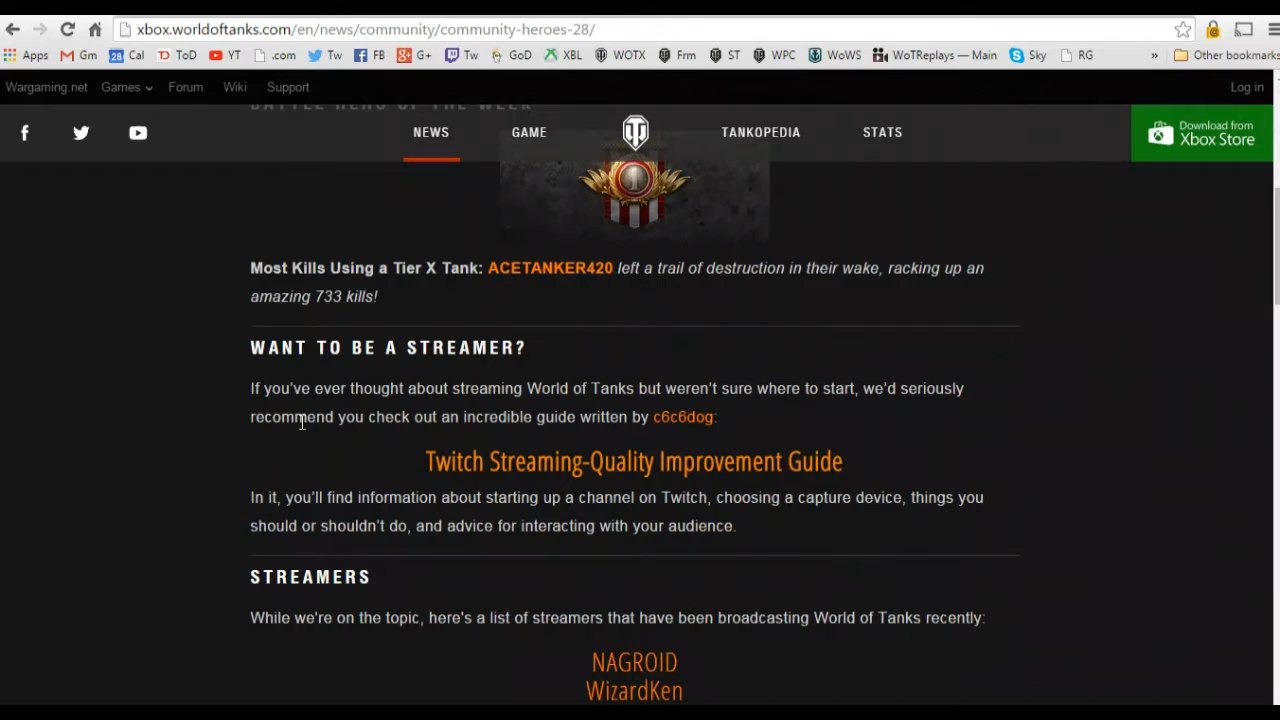 xbox.worldoftanks.com/en/news/community/community-heroes-28/
Apps Gm 28 Cal ToD YT .com Tw FB G+ Tw GoD XBL WOTX Frm ST WPC WoWS WoTReplays — Main Sky RG » Other bookmarks
Wargaming.net Games Forum Wiki Support Log in
BATTLE HERO OF THE WEEK
NEWS GAME TANKOPEDIA STATS
Download from
Xbox Store
Most Kills Using a Tier X Tank: ACETANKER420 left a trail of destruction in their wake, racking up an
amazing 733 kills!
WANT TO BE A STREAMER?
If you've ever thought about streaming World of Tanks but weren't sure where to start, we'd seriously
recommend you check out an incredible guide written by c6c6dog:
Twitch Streaming-Quality Improvement Guide
In it, you'll find information about starting up a channel on Twitch, choosing a capture device, things you
should or shouldn't do, and advice for interacting with your audience.
STREAMERS
While we're on the topic, here's a list of streamers that have been broadcasting World of Tanks recently:
NAGROID
WizardKen